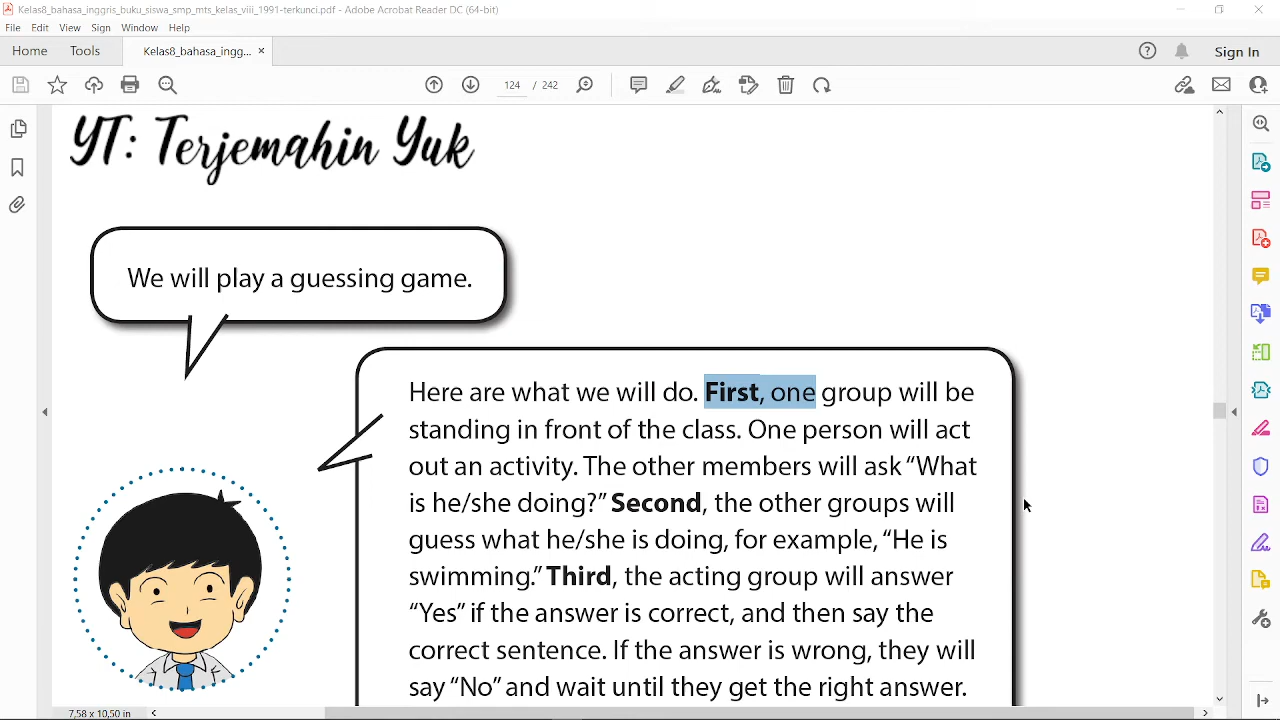 Kelas8_bahasa_inggris_buku_siswa_smp_mts_kelas_viii_1991-terkunci.pdf - Adobe Acrobat Reader DC (64-bit)
File Edit View Sign Window Help
Home Tools Kelas8_bahasa_ingg... × Sign In
124 / 242
YT: Terjemahin Yuk
We will play a guessing game.
Here are what we will do. First, one group will be
standing in front of the class. One person will act
out an activity. The other members will ask “What
is he/she doing?” Second, the other groups will
guess what he/she is doing, for example, “He is
swimming.” Third, the acting group will answer
“Yes” if the answer is correct, and then say the
correct sentence. If the answer is wrong, they will
say “No” and wait until they get the right answer.
7,58 x 10,50 in